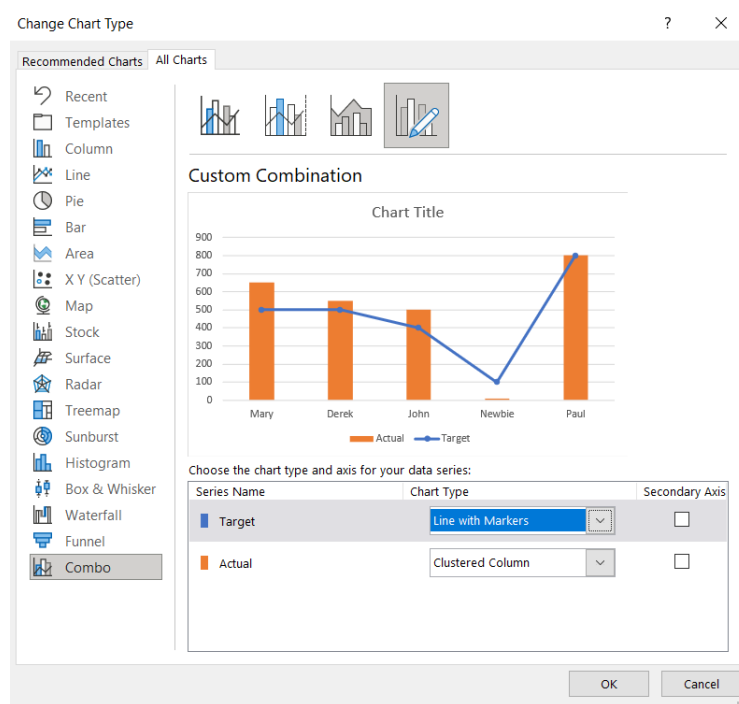 Change Chart Type ? ×
Recommended Charts All Charts
Recent
Templates
Column
Line
Pie
Bar
Area
X Y (Scatter)
Map
Stock
Surface
Radar
Treemap
Sunburst
Histogram
Box & Whisker
Waterfall
Funnel
Combo
Custom Combination
Chart Title
900
800
700
600
500
400
300
200
100
0
Mary Derek John Newbie Paul
Actual Target
Choose the chart type and axis for your data series:
Series Name Chart Type Secondary Axis
Target Line with Markers
Actual Clustered Column
OK Cancel